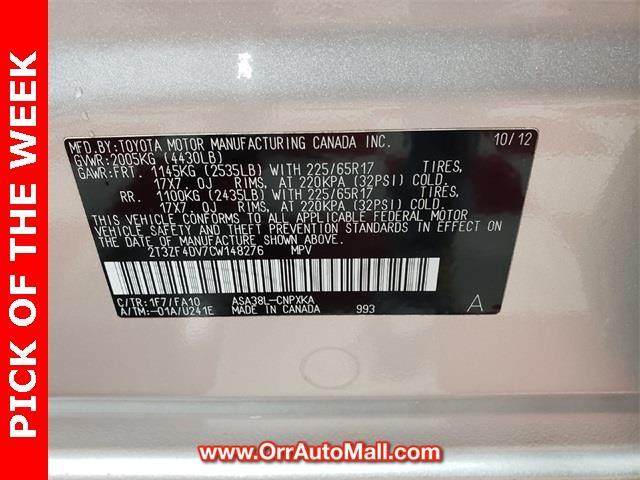 PICK OF THE WEEK
MFD.BY:TOYOTA MOTOR MANUFACTURING CANADA INC. 10/12
GVWR:2005KG (4430LB)
GAWR:FRT. 1145KG (2535LB) WITH 225/65R17 TIRES,
17X7. 0J RIMS, AT 220KPA (32PSI) COLD.
RR. 1100KG (2435LB) WITH 225/65R17 TIRES,
17X7. 0J RIMS, AT 220KPA (32PSI) COLD.
THIS VEHICLE CONFORMS TO ALL APPLICABLE FEDERAL MOTOR
VEHICLE SAFETY AND THEFT PREVENTION STANDARDS IN EFFECT ON
THE DATE OF MANUFACTURE SHOWN ABOVE.
2T3ZF4DV7CW148276 MPV
C/TR:1F7/FA10 ASA38L-CNPXKA
A/TM:-01A/U241E MADE IN CANADA 993 A
www.OrrAutoMall.com